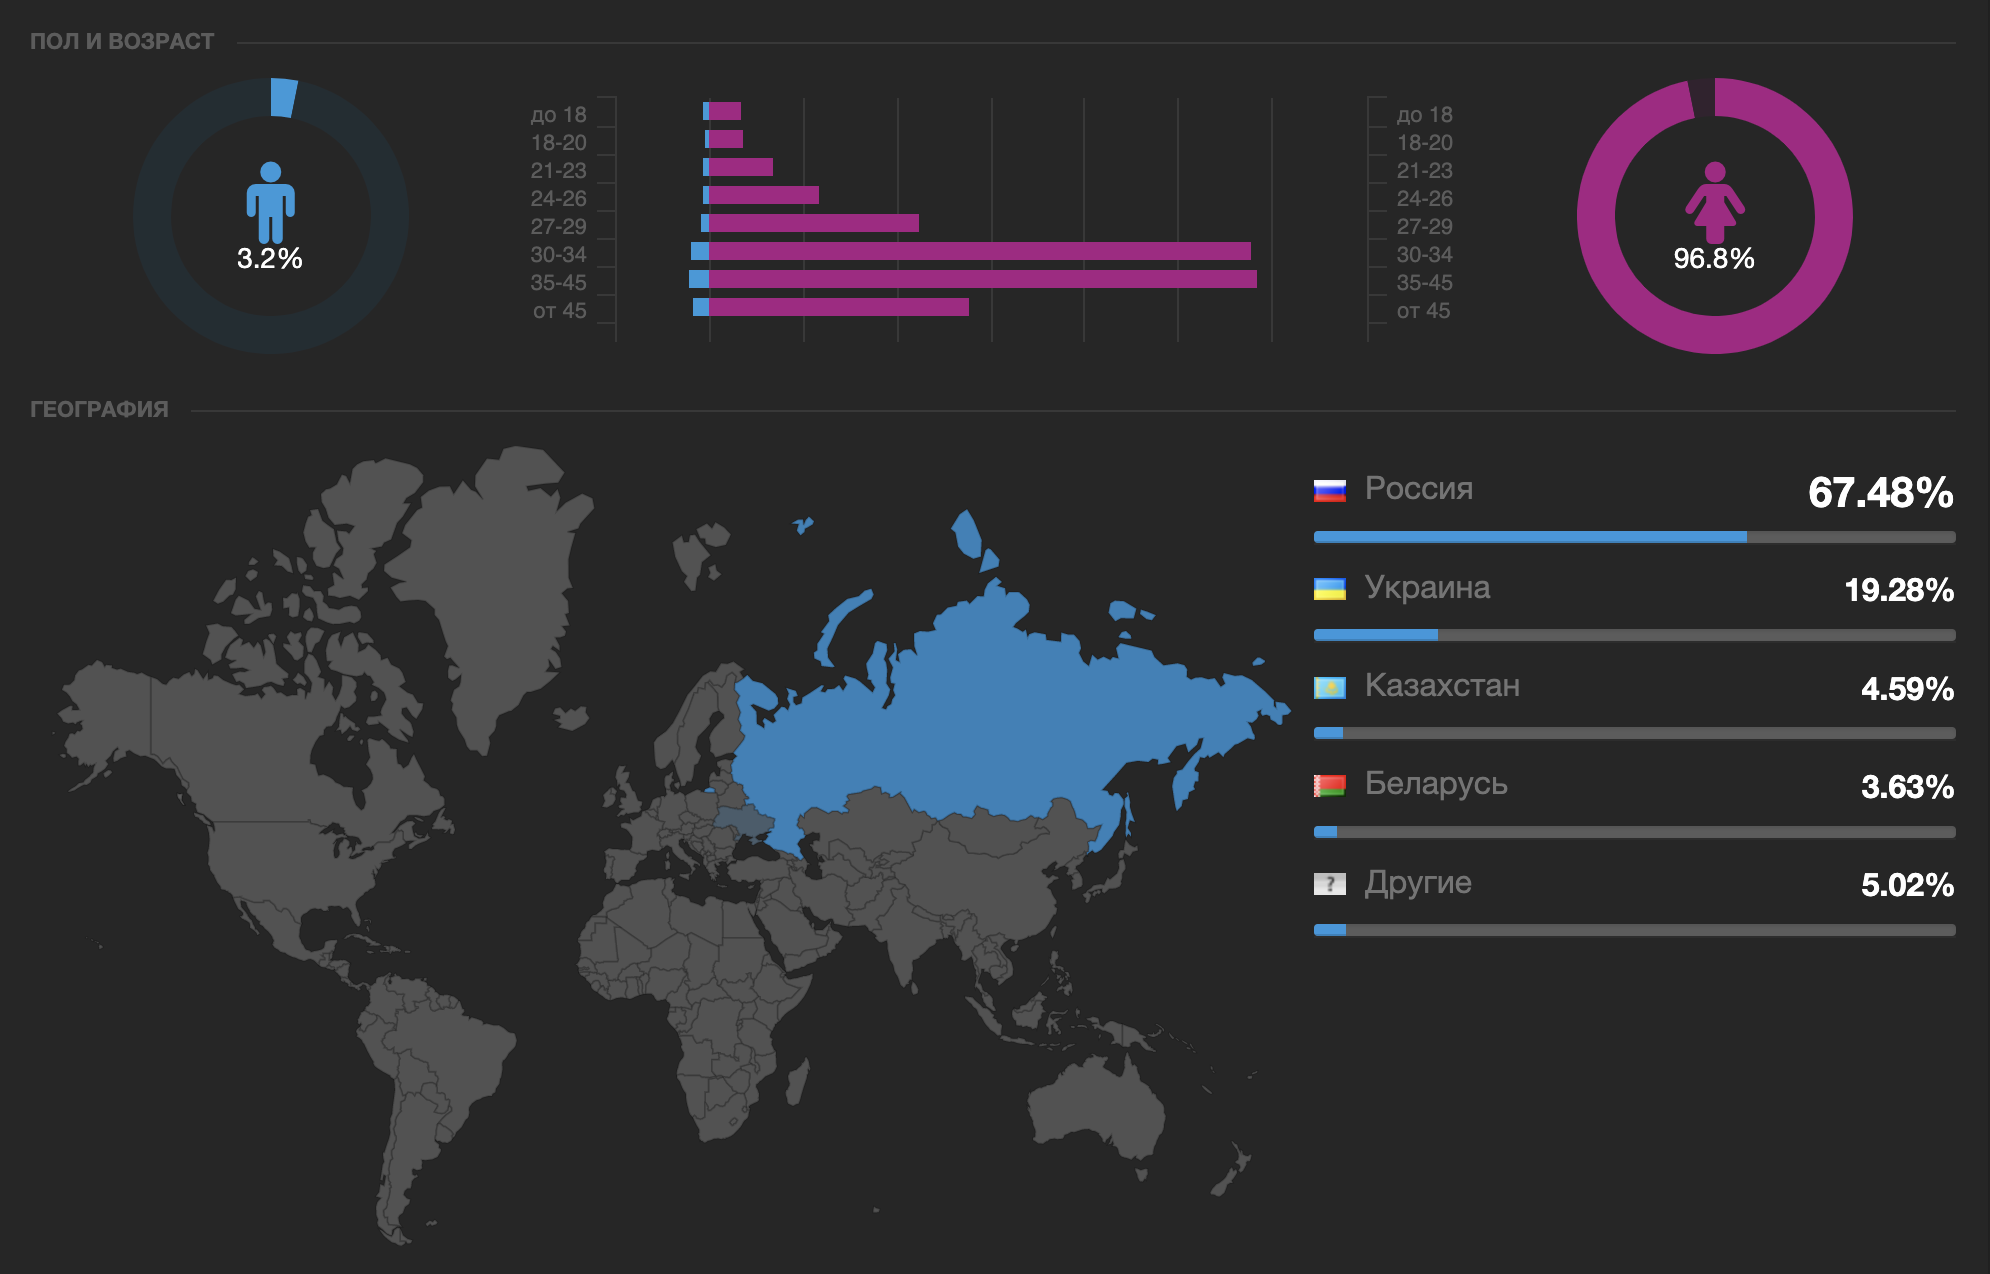 ПОЛ И ВОЗРАСТ
до 18
18-20
21-23
24-26
27-29
30-34
35-45
от 45
3.2%
до 18
18-20
21-23
24-26
27-29
30-34
35-45
от 45
96.8%
ГЕОГРАФИЯ
Россия 67.48%
Украина 19.28%
Казахстан 4.59%
Беларусь 3.63%
? Другие 5.02%